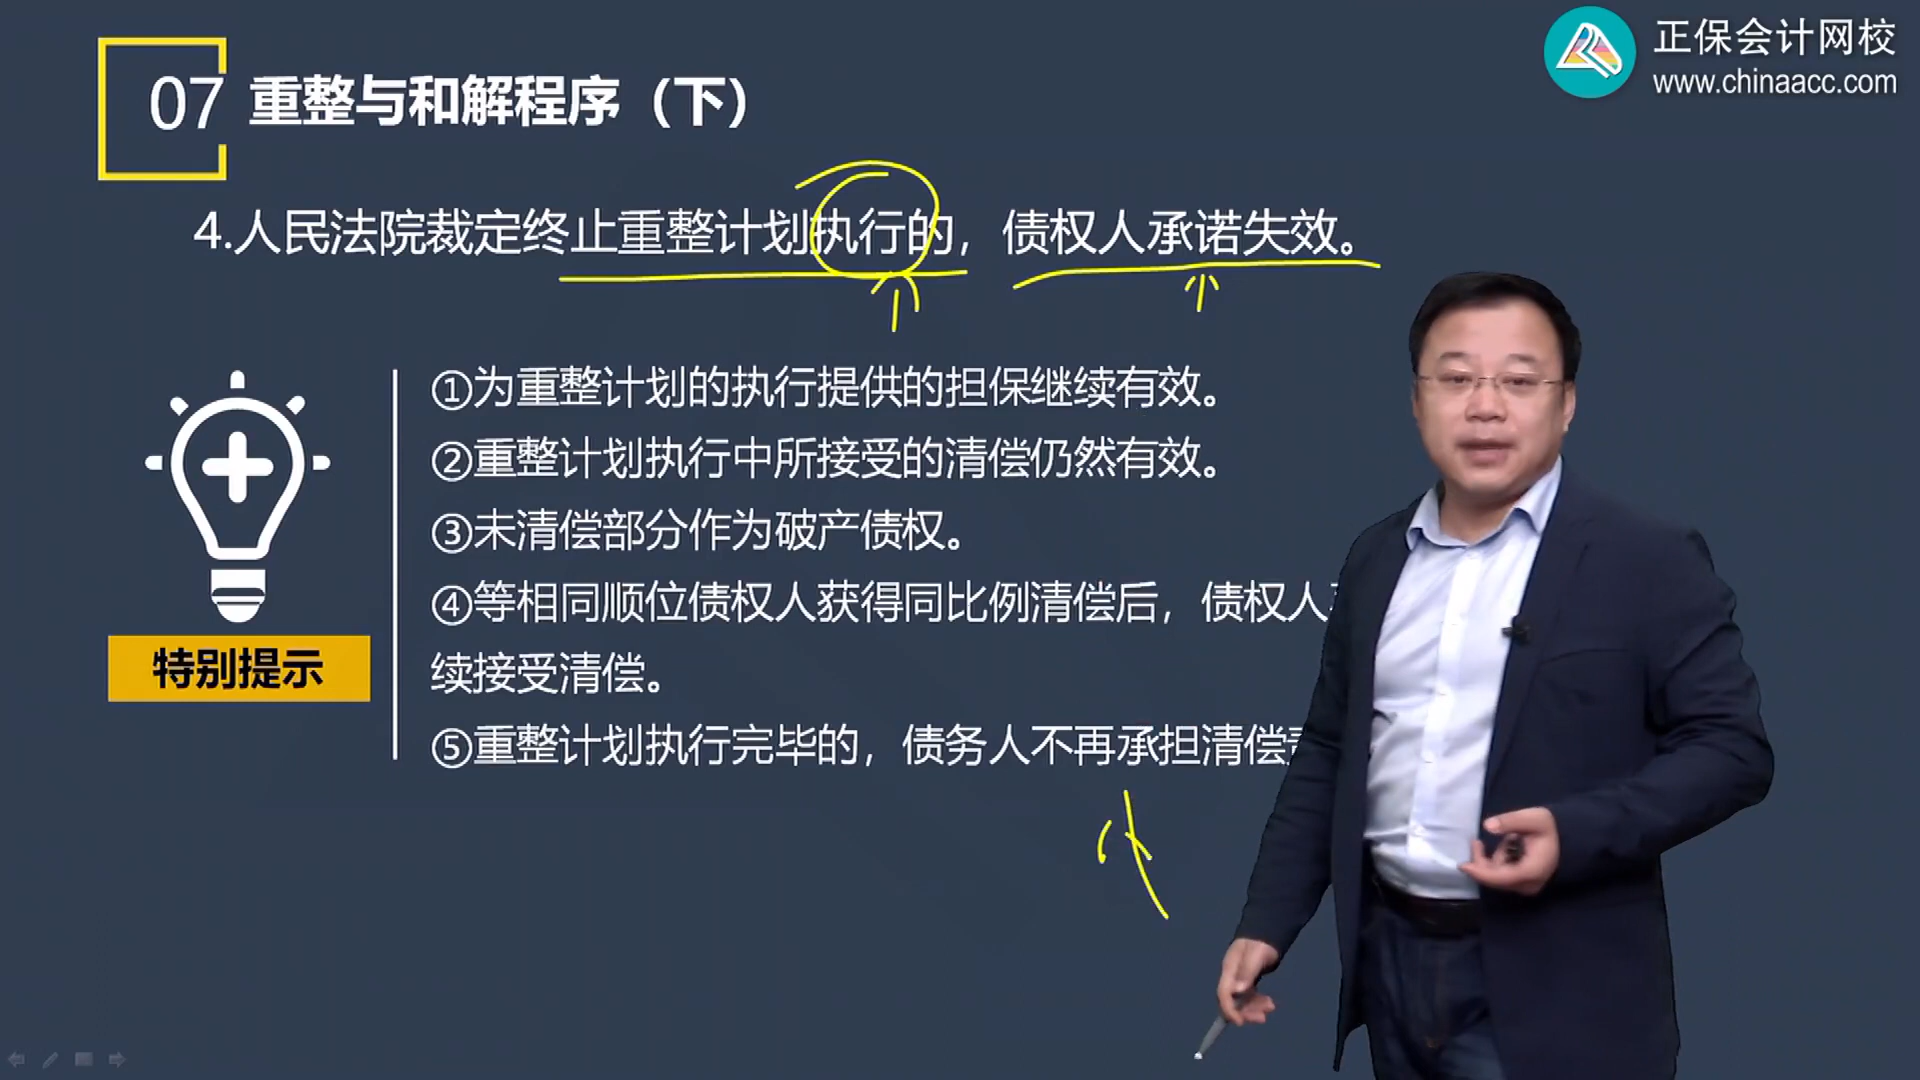 正保会计网校
www.chinaacc.com
07 重整与和解程序（下）
4.人民法院裁定终止重整计划执行的，债权人承诺失效。
①为重整计划的执行提供的担保继续有效。
②重整计划执行中所接受的清偿仍然有效。
③未清偿部分作为破产债权。
④等相同顺位债权人获得同比例清偿后，债权人
续接受清偿。
⑤重整计划执行完毕的，债务人不再承担清偿
特别提示